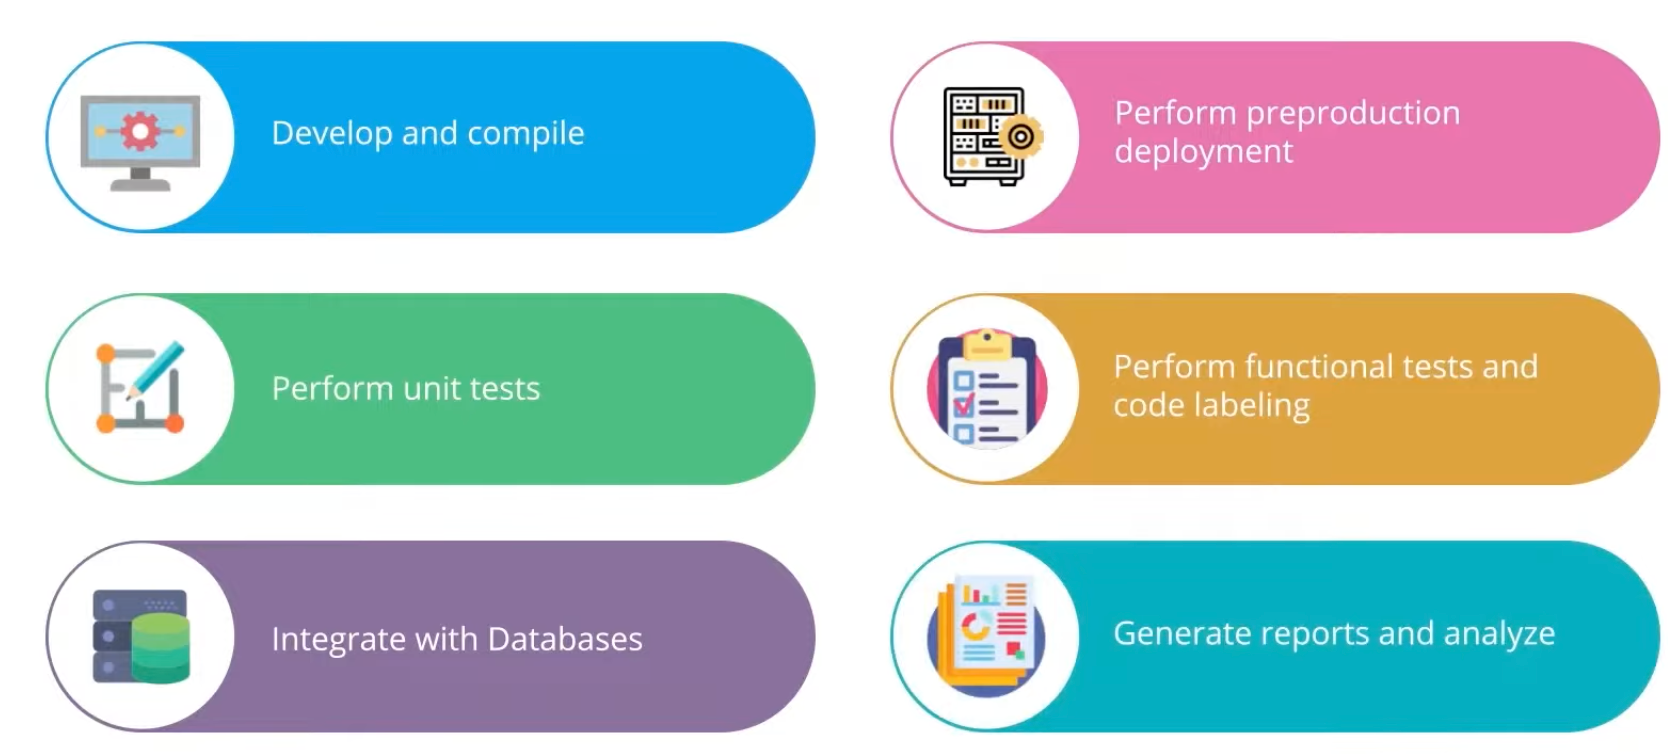 Develop and compile
Perform unit tests
Integrate with Databases
Perform preproduction
deployment
Perform functional tests and
code labeling
Generate reports and analyze